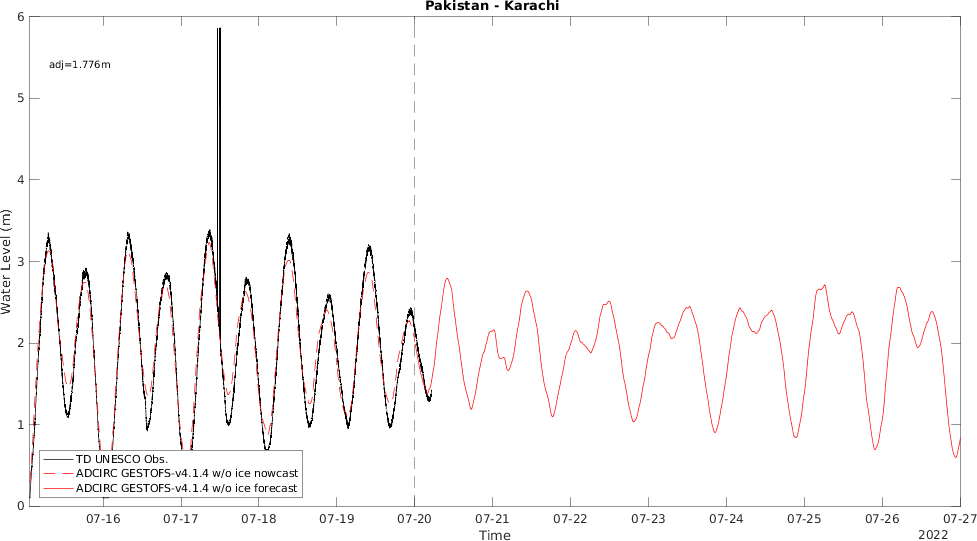 Pakistan - Karachi
adj=1.776m
Water Level (m)
6
5
4
3
2
1
0
TD UNESCO Obs.
ADCIRC GESTOFS-v4.1.4 w/o ice nowcast
ADCIRC GESTOFS-v4.1.4 w/o ice forecast
07-16 07-17 07-18 07-19 07-20 07-21 07-22 07-23 07-24 07-25 07-26 07-27
Time
2022